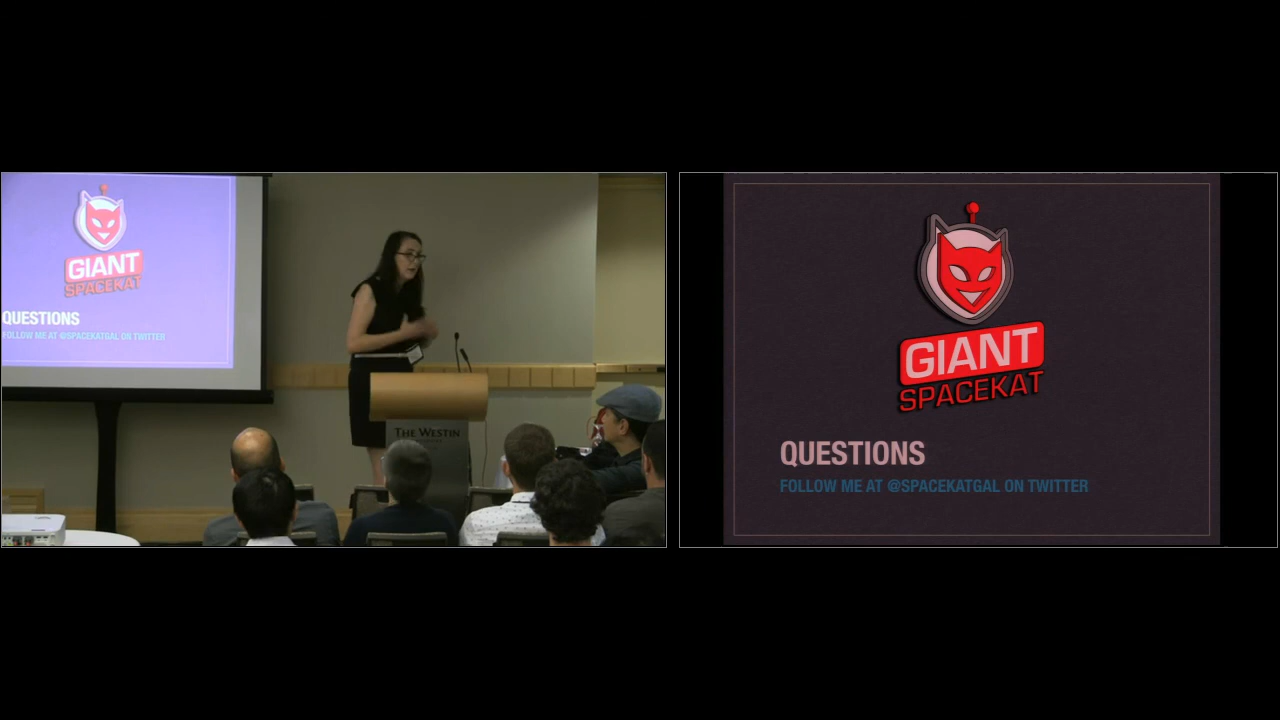 GIANT
SPACEKAT
QUESTIONS
FOLLOW ME AT @SPACEKATGAL ON TWITTER
THE WESTIN
GIANT
SPACEKAT
QUESTIONS
FOLLOW ME AT @SPACEKATGAL ON TWITTER